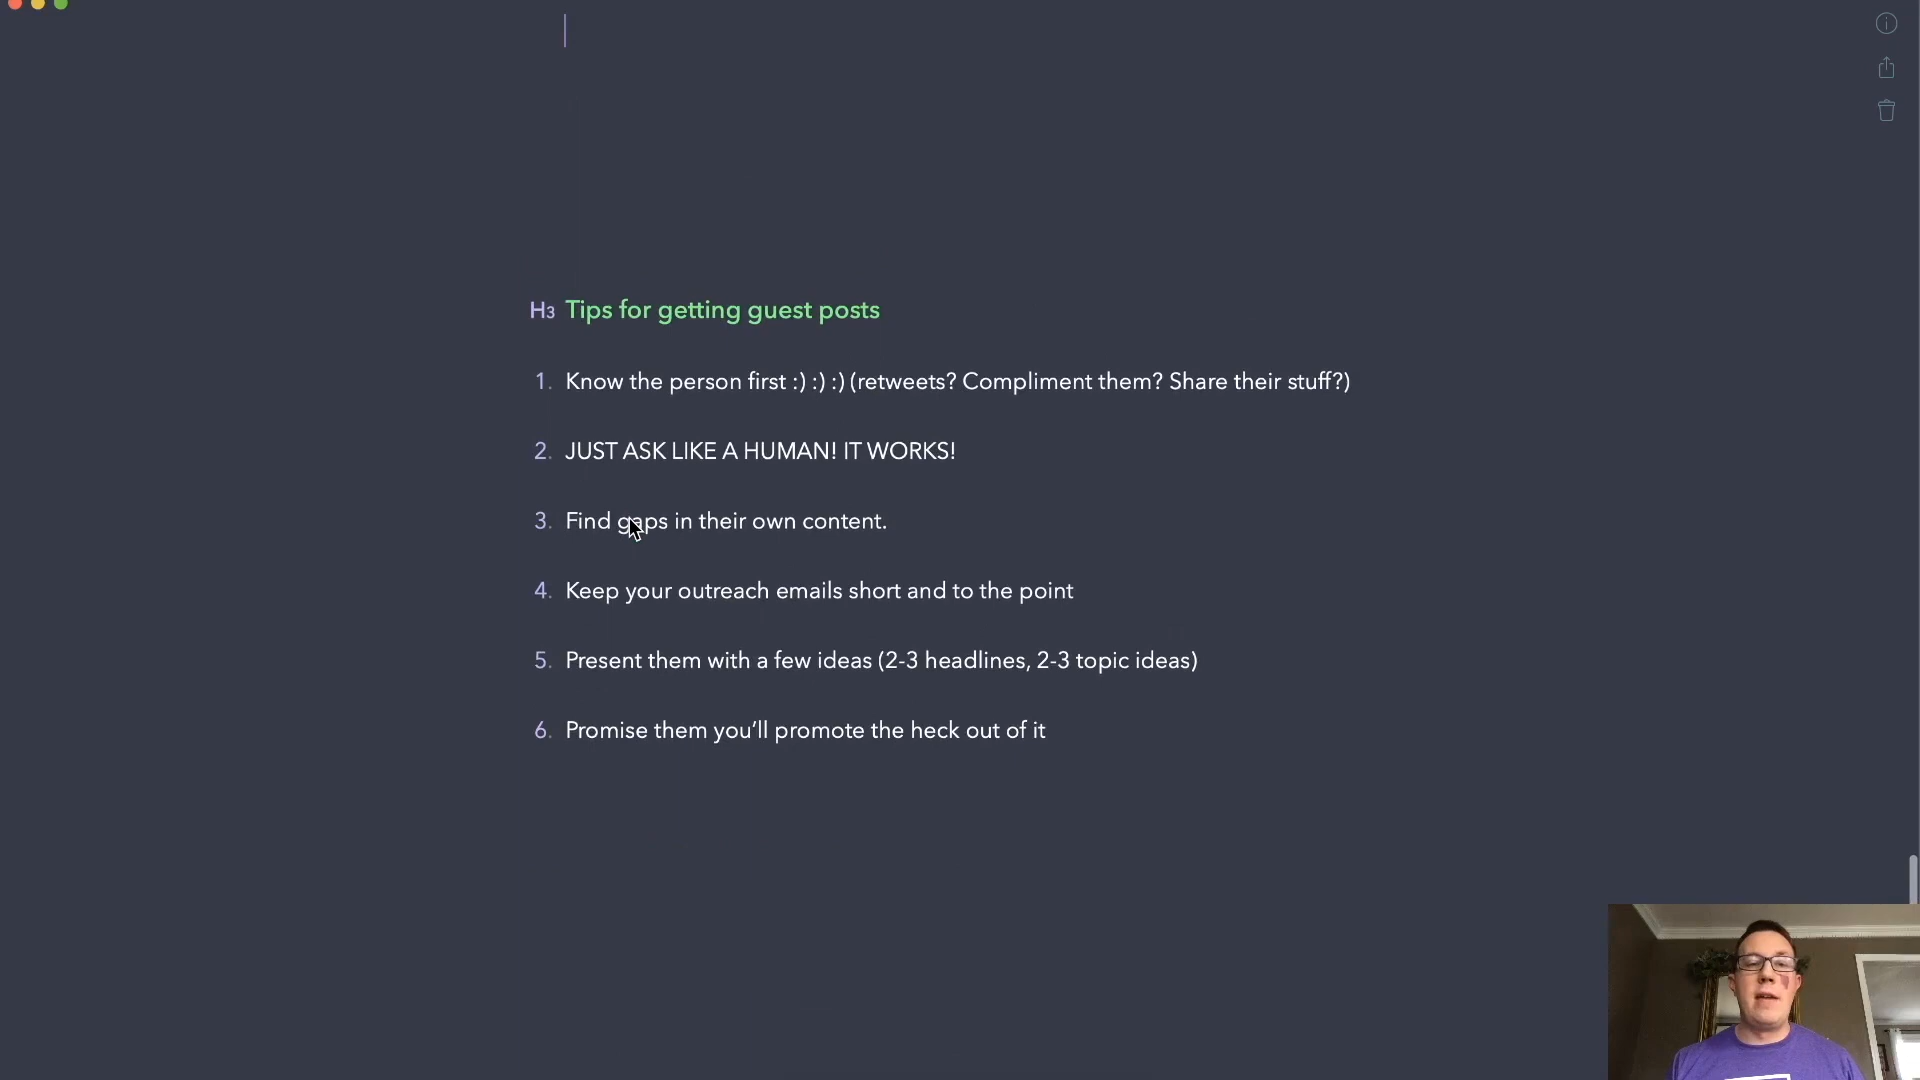 H3 Tips for getting guest posts
1. Know the person first :) :) :) (retweets? Compliment them? Share their stuff?)
2. JUST ASK LIKE A HUMAN! IT WORKS!
3. Find gaps in their own content.
4. Keep your outreach emails short and to the point
5. Present them with a few ideas (2-3 headlines, 2-3 topic ideas)
6. Promise them you’ll promote the heck out of it